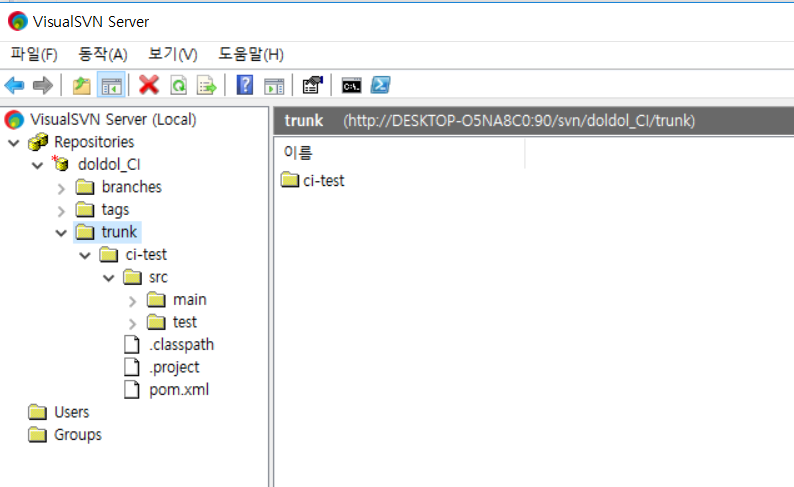 VisualSVN Server
파일(F) 동작(A) 보기(V) 도움말(H)
VisualSVN Server (Local)
Repositories
doldol_CI
branches
tags
trunk
ci-test
src
main
test
.classpath
.project
pom.xml
Users
Groups
trunk (http://DESKTOP-O5NA8C0:90/svn/doldol_CI/trunk)
이름
ci-test